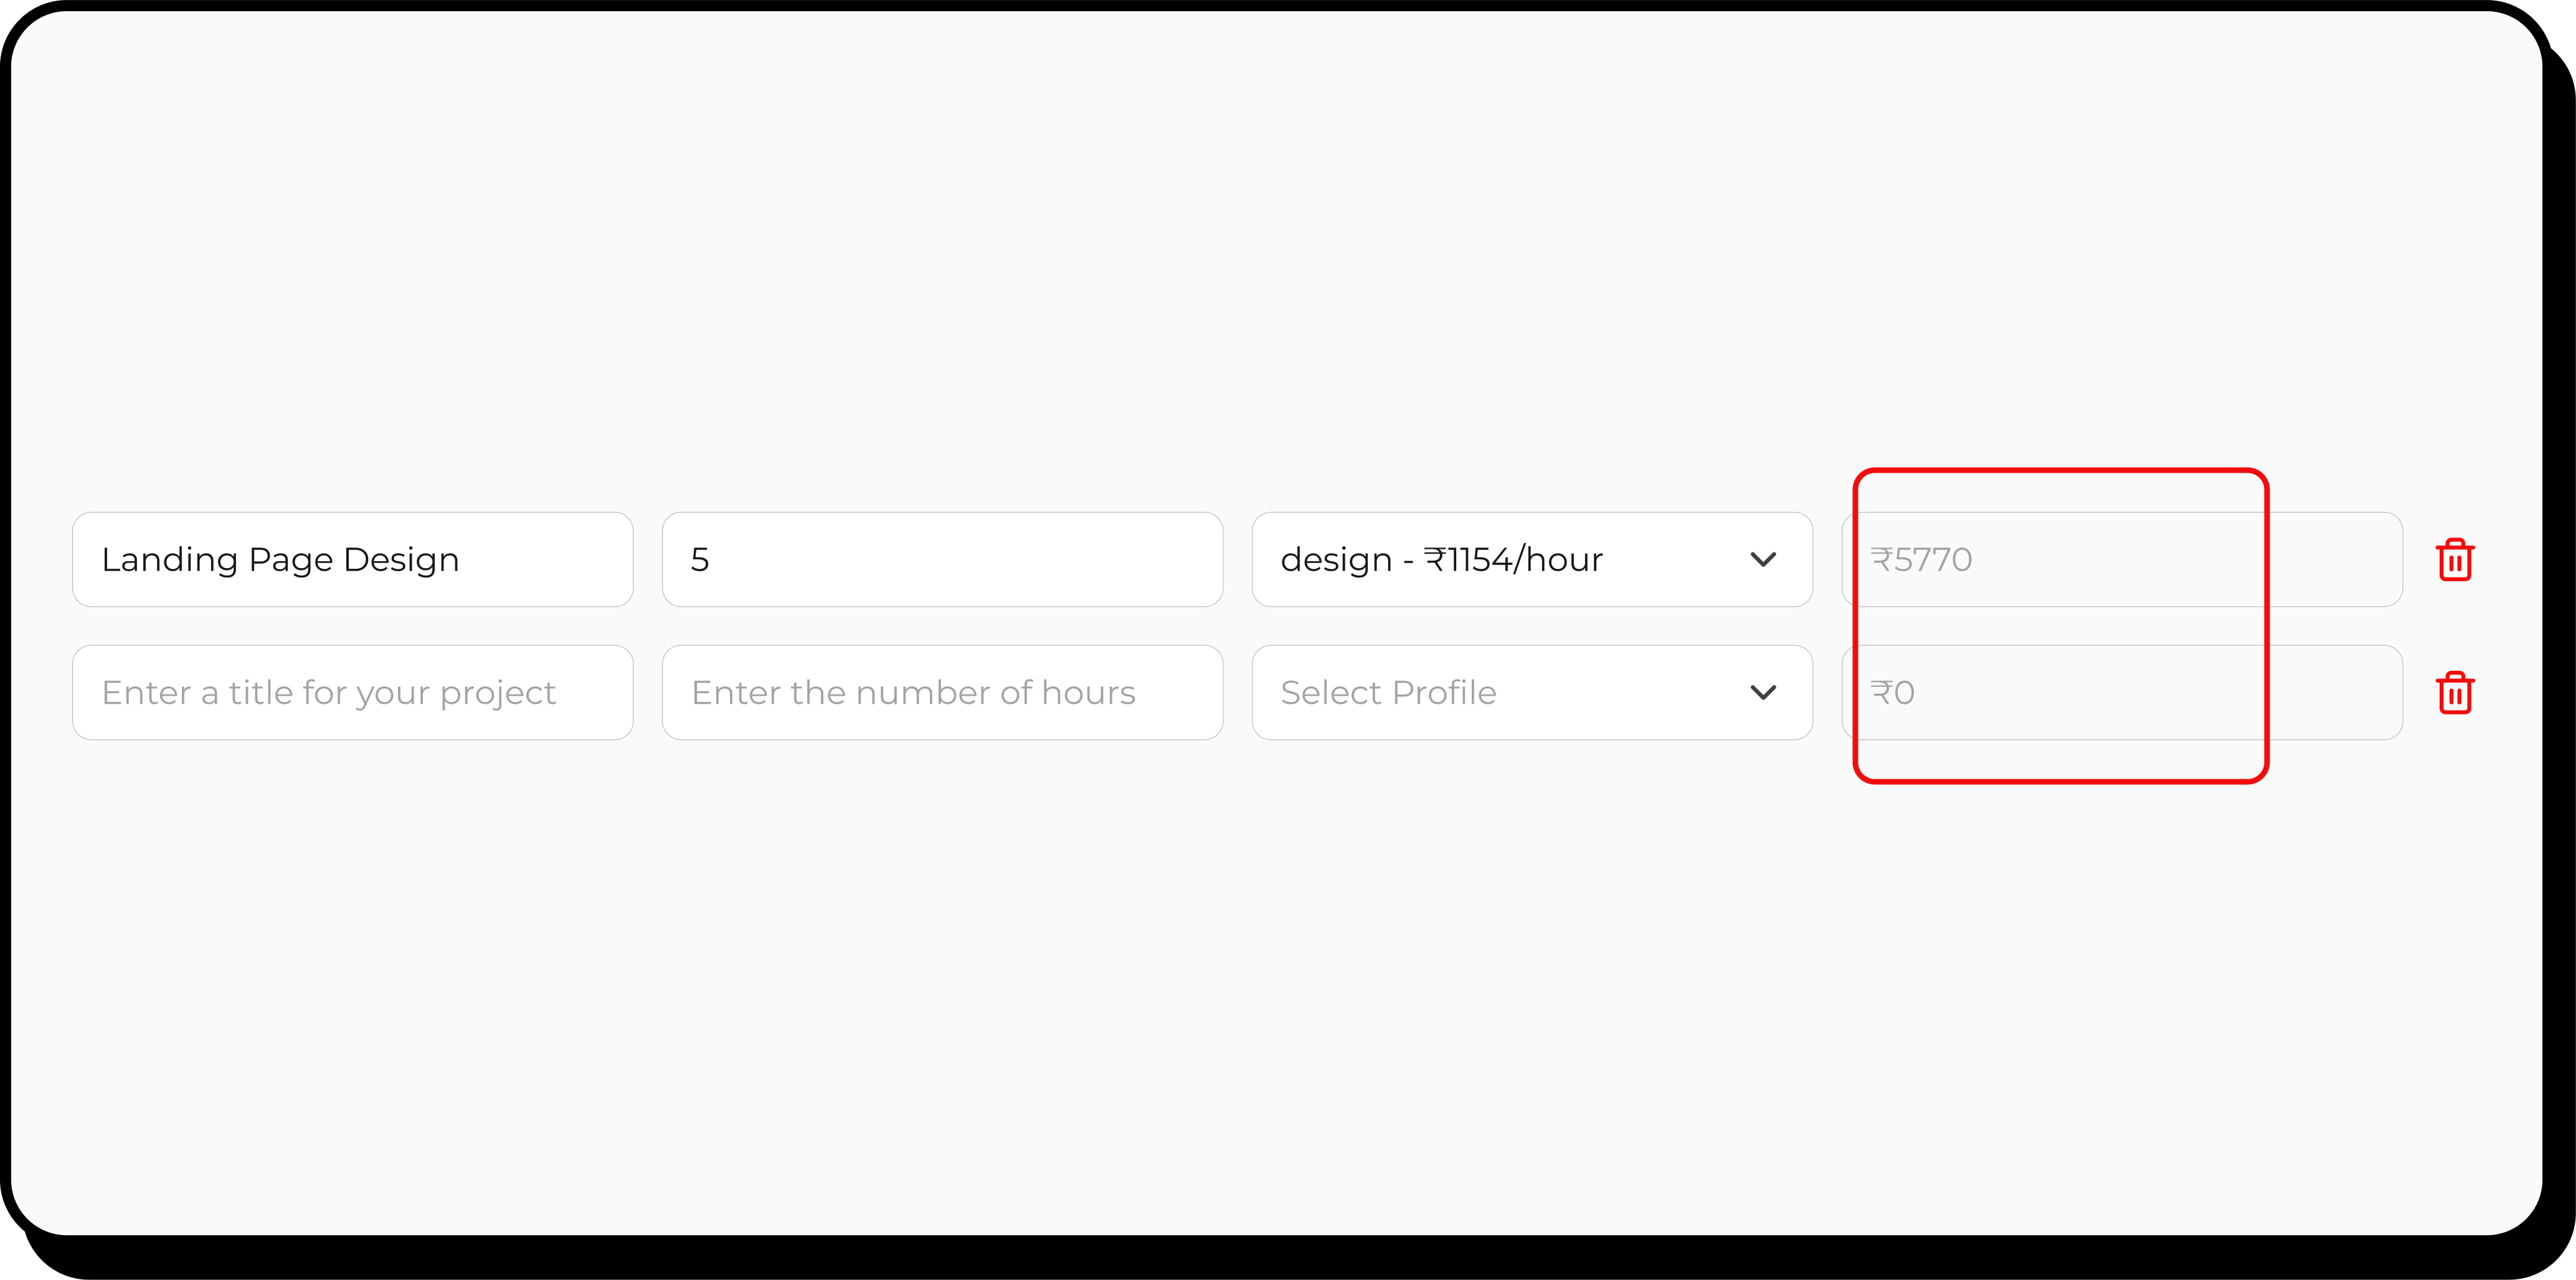 Landing Page Design 5 design - ₹1154/hour ₹5770
Enter a title for your project Enter the number of hours Select Profile ₹0